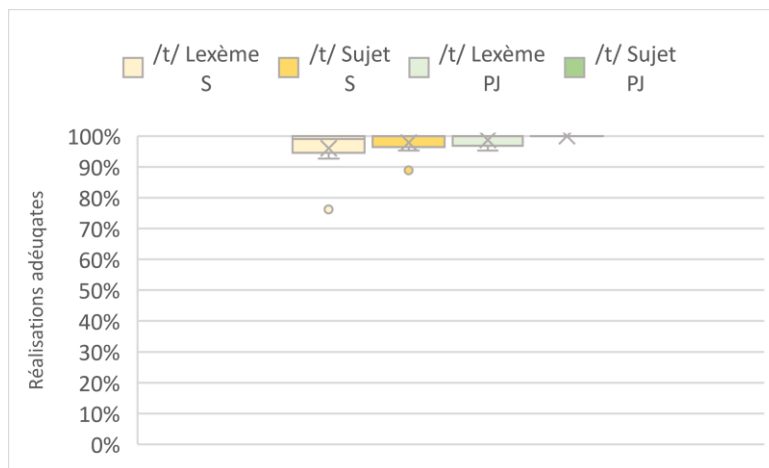 /t/ Lexème S
/t/ Sujet S
/t/ Lexème PJ
/t/ Sujet PJ
Réalisations adéuqates
100%
90%
80%
70%
60%
50%
40%
30%
20%
10%
0%